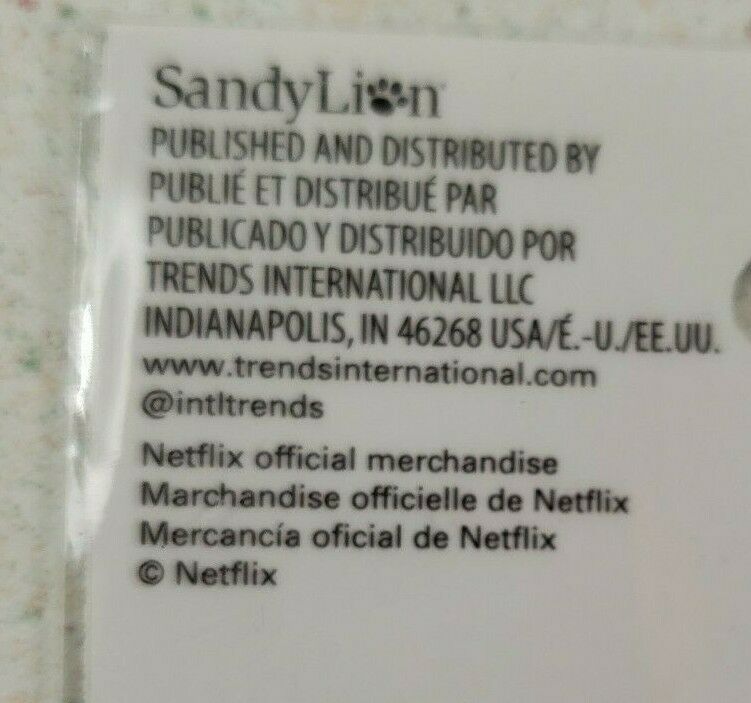 SandyLion
PUBLISHED AND DISTRIBUTED BY
PUBLIÉ ET DISTRIBUÉ PAR
PUBLICADO Y DISTRIBUIDO POR
TRENDS INTERNATIONAL LLC
INDIANAPOLIS, IN 46268 USA/É.-U./EE.UU.
www.trendsinternational.com
@intltrends
Netflix official merchandise
Marchandise officielle de Netflix
Mercancía oficial de Netflix
© Netflix